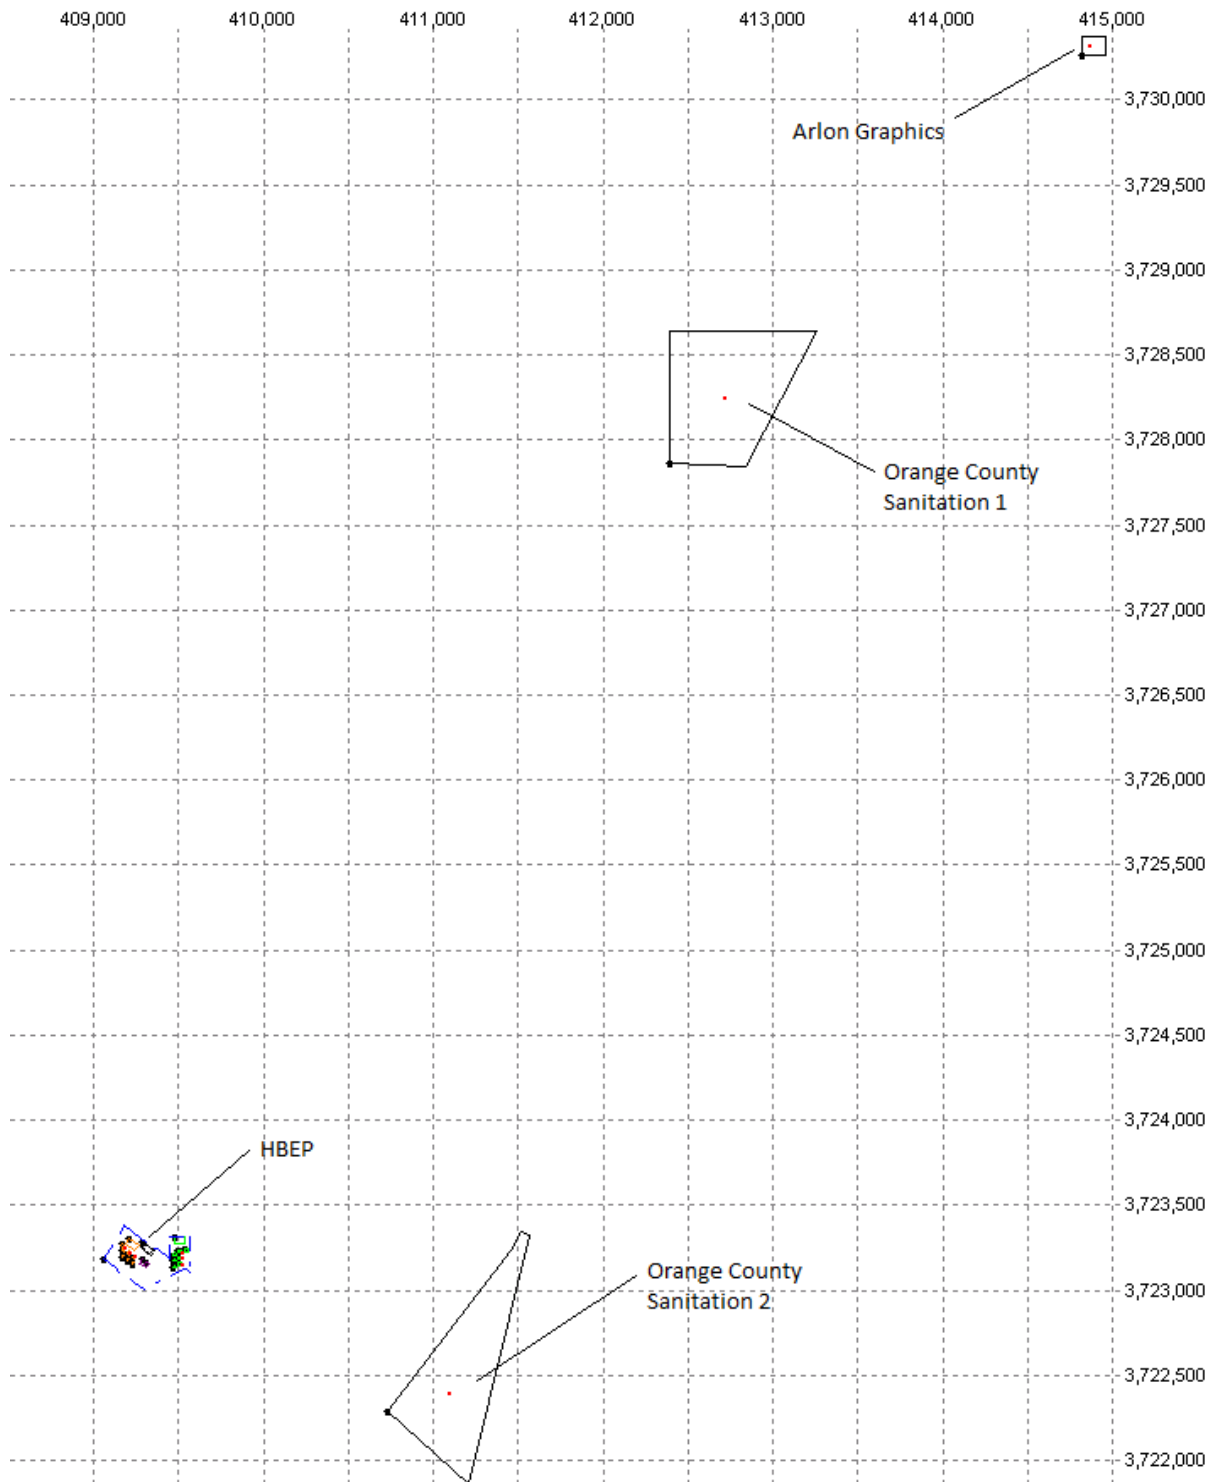 409,000 410,000 411,000 412,000 413,000 414,000 415,000
3,730,000
Arlon Graphics
3,729,500
3,729,000
3,728,500
3,728,000
Orange County
Sanitation 1
3,727,500
3,727,000
3,726,500
3,726,000
3,725,500
3,725,000
3,724,500
3,724,000
HBEP
3,723,500
Orange County
3,723,000
Sanitation 2
3,722,500
3,722,000